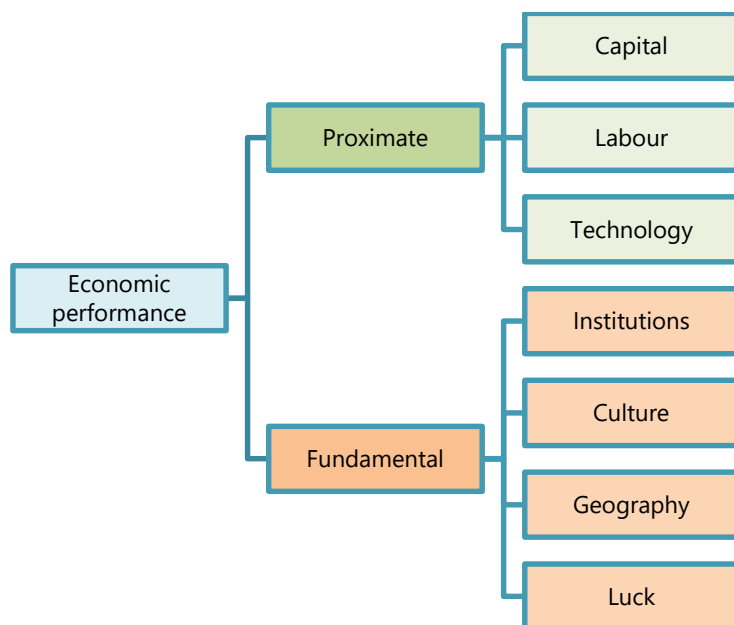 Economic
performance
Proximate
Capital
Labour
Technology
Fundamental
Institutions
Culture
Geography
Luck